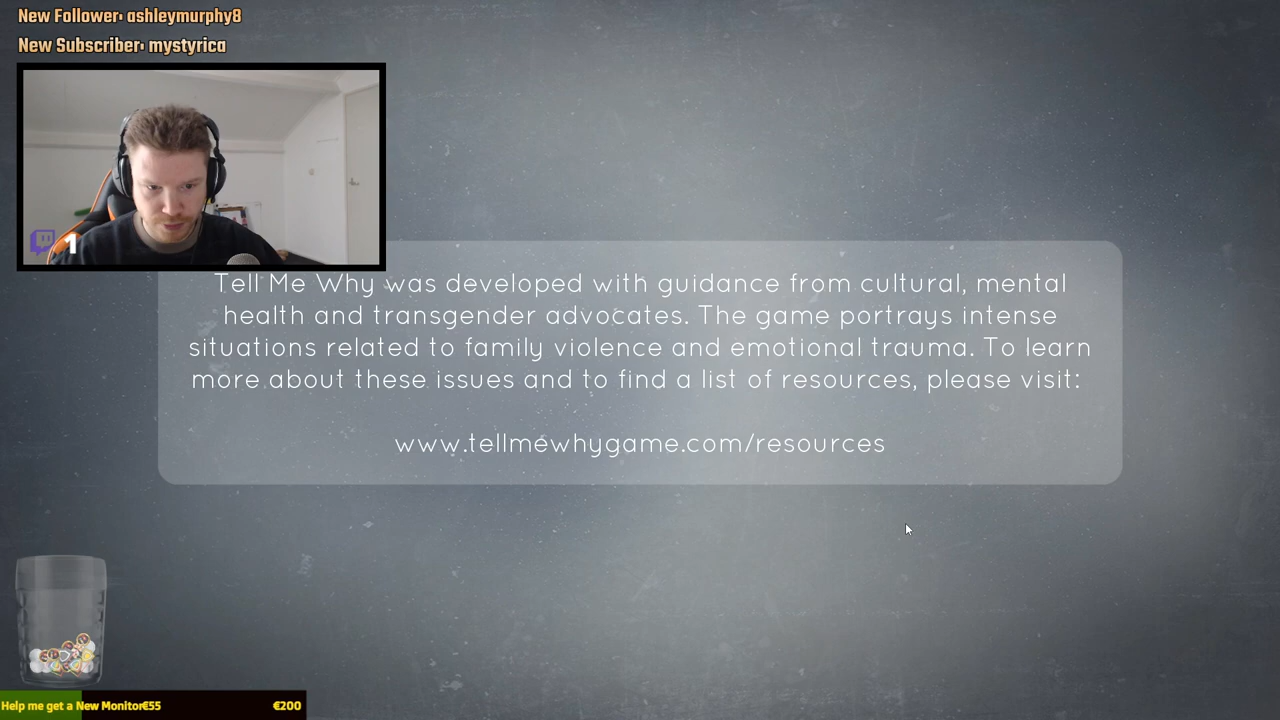 New Follower: ashleymurphy8
New Subscriber: mystyrica
1
Tell Me Why was developed with guidance from cultural, mental
health and transgender advocates. The game portrays intense
situations related to family violence and emotional trauma. To learn
more about these issues and to find a list of resources, please visit:
www.tellmewhygame.com/resources
Help me get a New Monitor €55 €200